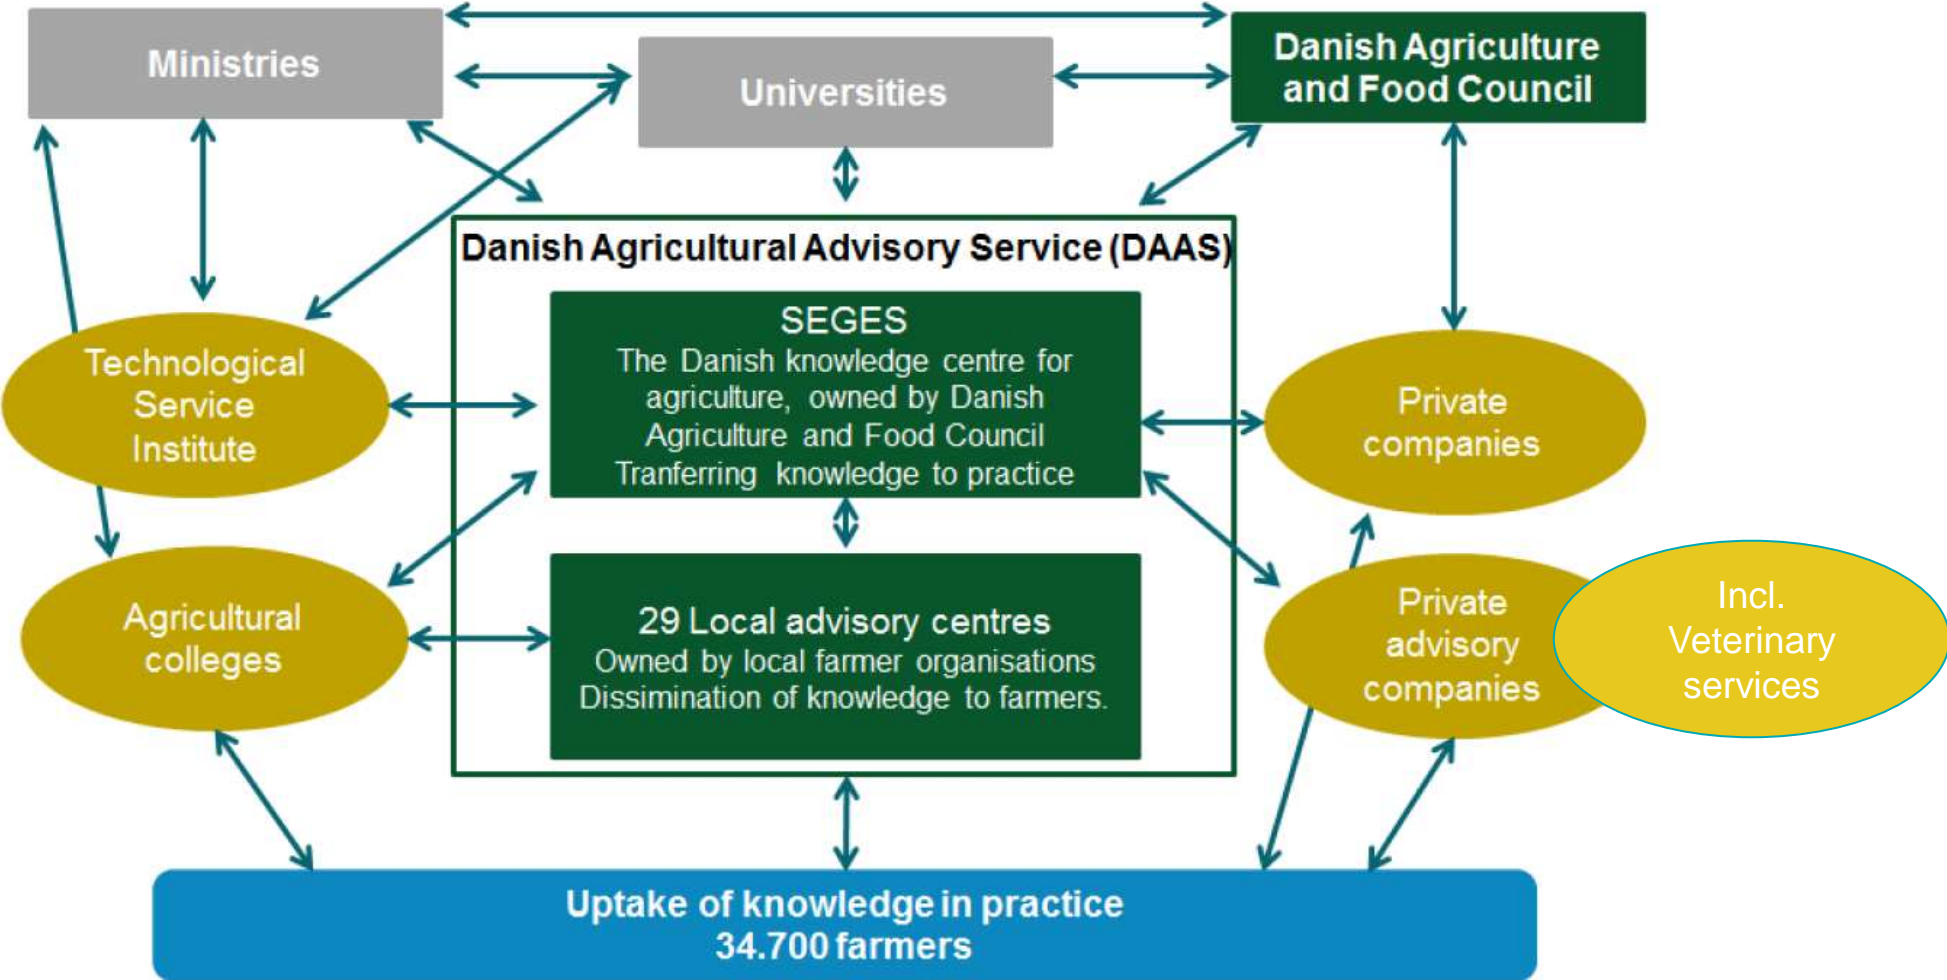 Ministries
Universities
Danish Agriculture
and Food Council
Danish Agricultural Advisory Service (DAAS)
SEGES
The Danish knowledge centre for
agriculture, owned by Danish
Agriculture and Food Council
Tranferring knowledge to practice
Technological
Service
Institute
Private
companies
Agricultural
colleges
29 Local advisory centres
Owned by local farmer organisations
Dissimination of knowledge to farmers.
Private
advisory
companies
Incl.
Veterinary
services
Uptake of knowledge in practice
34.700 farmers